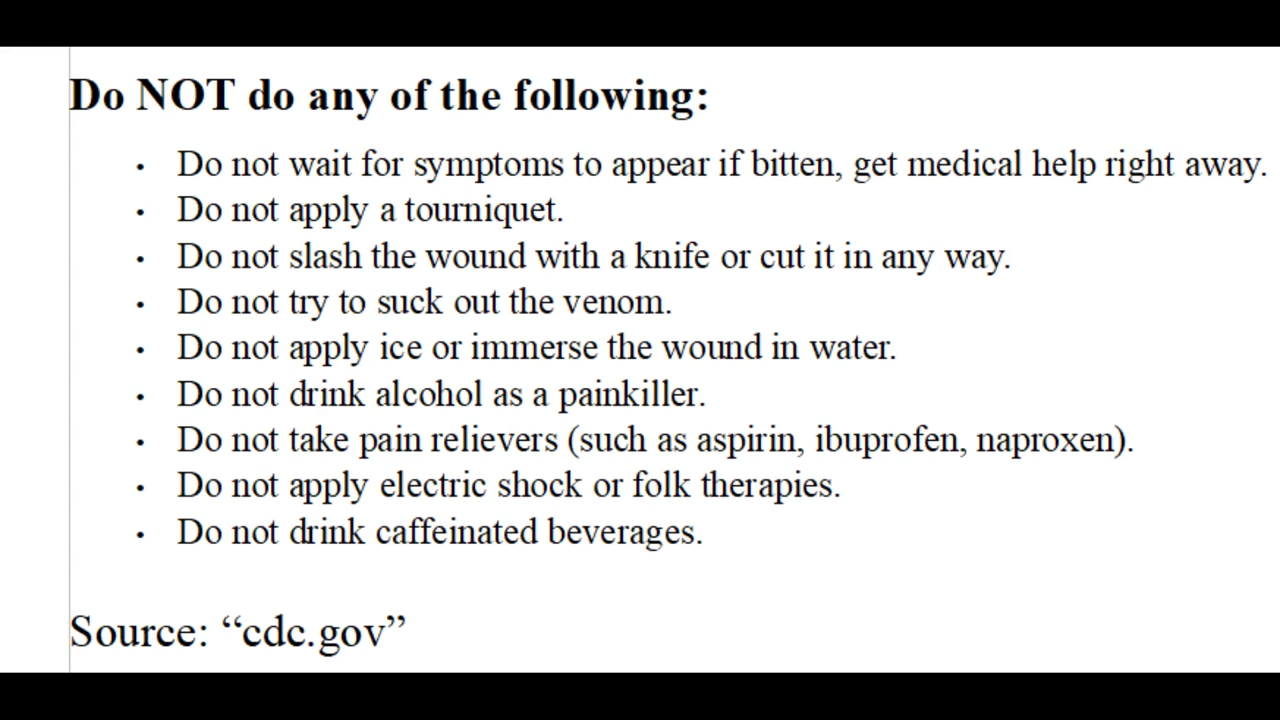 Do NOT do any of the following:
· Do not wait for symptoms to appear if bitten, get medical help right away.
· Do not apply a tourniquet.
· Do not slash the wound with a knife or cut it in any way.
· Do not try to suck out the venom.
· Do not apply ice or immerse the wound in water.
· Do not drink alcohol as a painkiller.
· Do not take pain relievers (such as aspirin, ibuprofen, naproxen).
· Do not apply electric shock or folk therapies.
· Do not drink caffeinated beverages.
Source: “cdc.gov”